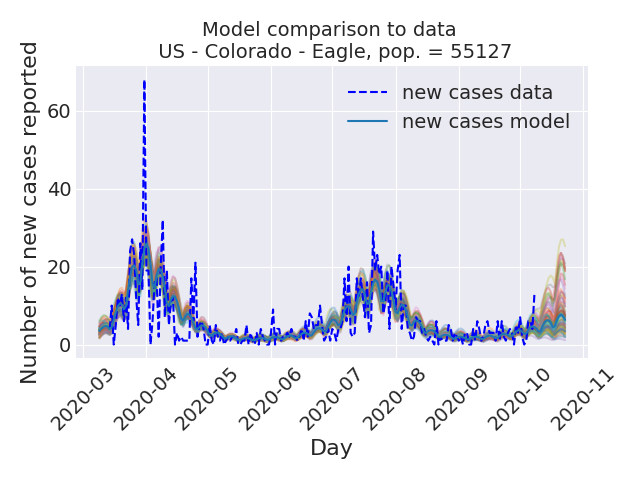 Model comparison to data
US - Colorado - Eagle, pop. = 55127
new cases data
new cases model
Number of new cases reported
60
40
20
0
2020-03
2020-04
2020-05
2020-06
2020-07
2020-08
2020-09
2020-10
2020-11
Day